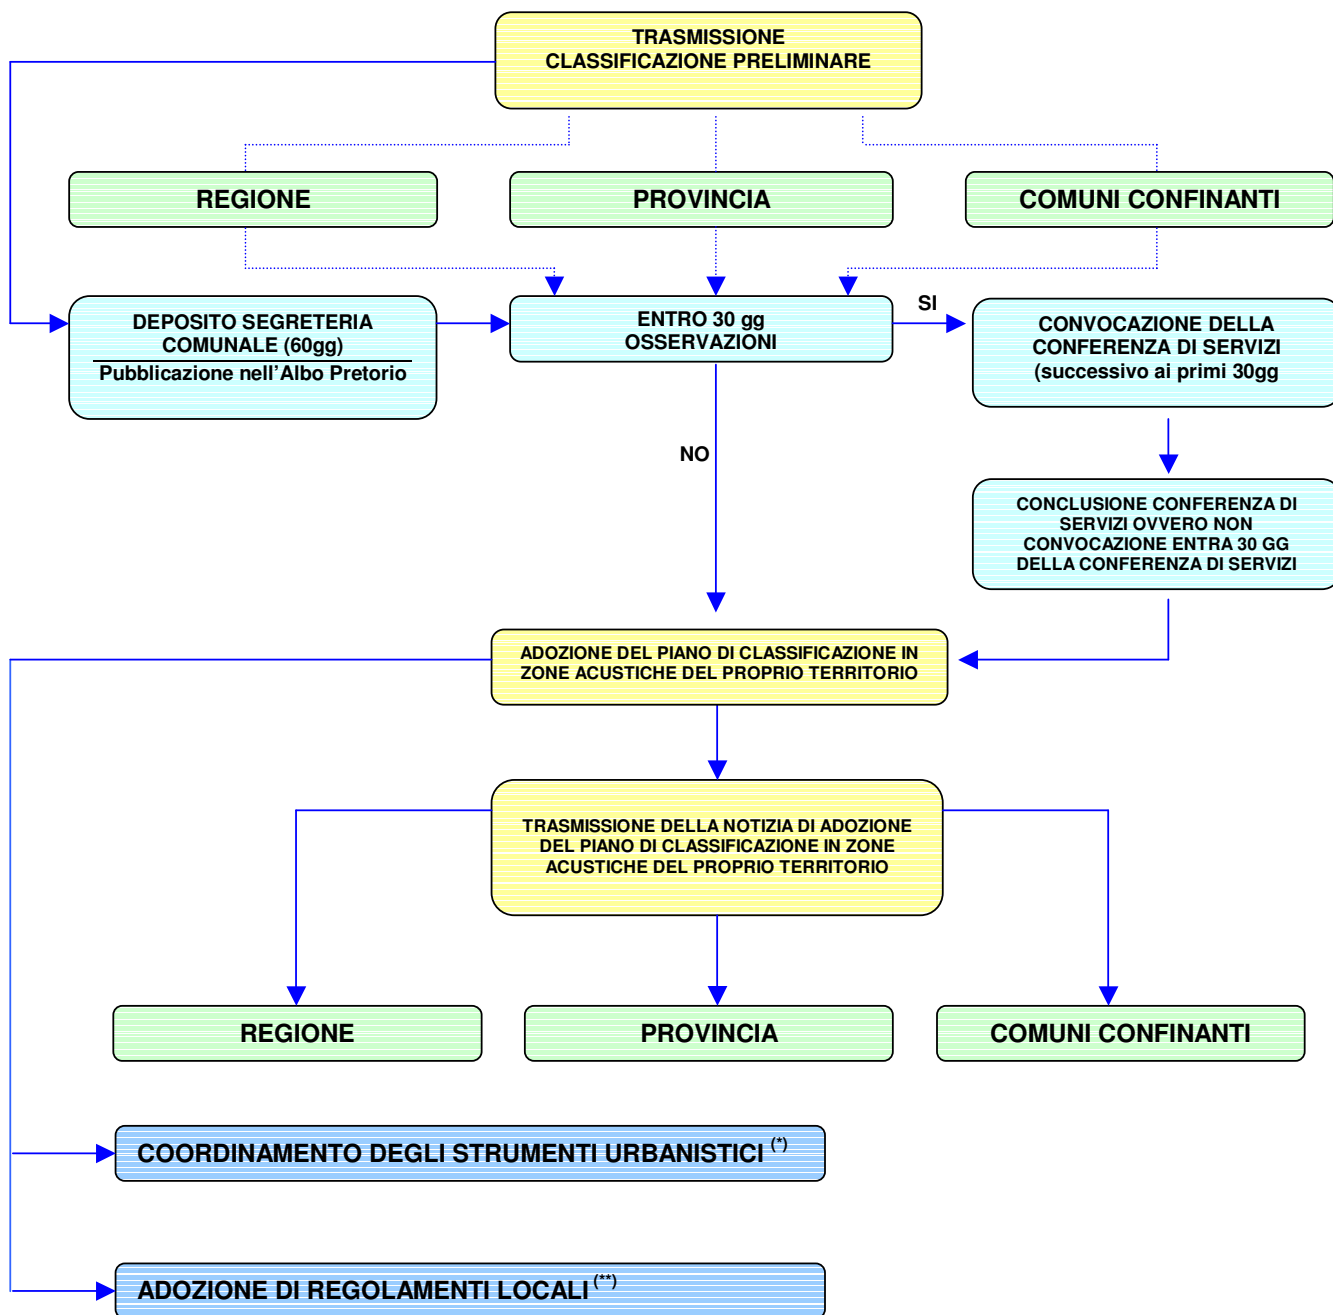 TRASMISSIONE
CLASSIFICAZIONE PRELIMINARE
REGIONE
PROVINCIA
COMUNI CONFINANTI
DEPOSITO SEGRETERIA
COMUNALE (60gg)
Pubblicazione nell'Albo Pretorio
ENTRO 30 gg
OSSERVAZIONI
SI
CONVOCAZIONE DELLA
CONFERENZA DI SERVIZI
(successivo ai primi 30gg
NO
CONCLUSIONE CONFERENZA DI
SERVIZI OVVERO NON
CONVOCAZIONE ENTRA 30 GG
DELLA CONFERENZA DI SERVIZI
ADOZIONE DEL PIANO DI CLASSIFICAZIONE IN
ZONE ACUSTICHE DEL PROPRIO TERRITORIO
TRASMISSIONE DELLA NOTIZIA DI ADOZIONE
DEL PIANO DI CLASSIFICAZIONE IN ZONE
ACUSTICHE DEL PROPRIO TERRITORIO
REGIONE
PROVINCIA
COMUNI CONFINANTI
COORDINAMENTO DEGLI STRUMENTI URBANISTICI (*)
ADOZIONE DI REGOLAMENTI LOCALI (**)